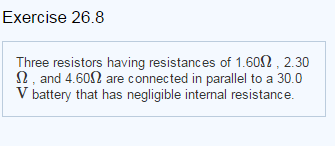 Exercise 26.8
Three resistors having resistances of 1.60Ω , 2.30
Ω , and 4.60Ω are connected in parallel to a 30.0
V battery that has negligible internal resistance.